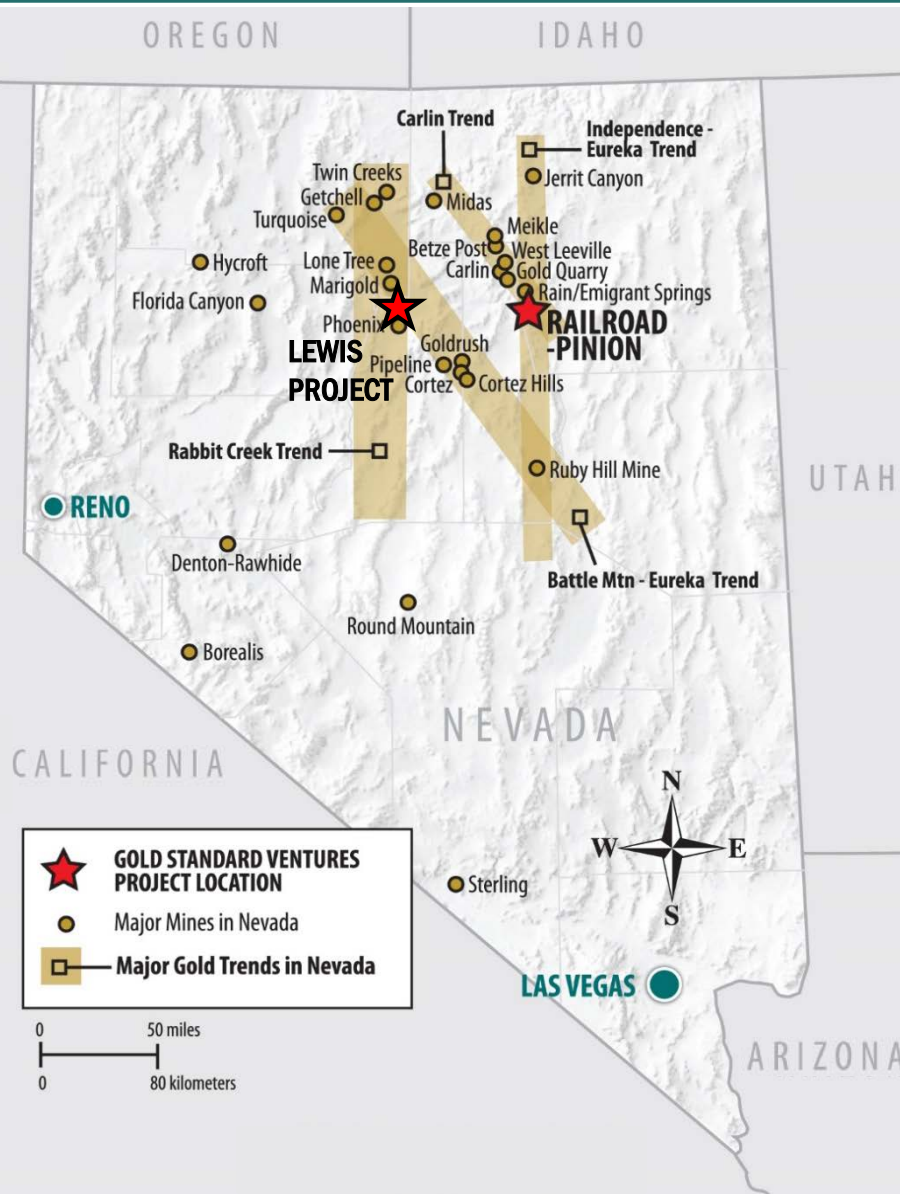 OREGON
IDAHO
Carlin Trend
Independence -
Eureka Trend
Twin Creeks
Getchell
Turquoise
Midas
Jerrit Canyon
Meikle
Betze Post
West Leeville
Carlin
Gold Quarry
Hycroft
Lone Tree
Marigold
Rain/Emigrant Springs
Florida Canyon
Phoenix
RAILROAD
-PINION
LEWIS
PROJECT
Goldrush
Pipeline
Cortez
Cortez Hills
Rabbit Creek Trend
Ruby Hill Mine
UTAH
RENO
Denton-Rawhide
Battle Mtn - Eureka Trend
Round Mountain
Borealis
NEVADA
CALIFORNIA
N
W
E
S
GOLD STANDARD VENTURES
PROJECT LOCATION
Major Mines in Nevada
Major Gold Trends in Nevada
Sterling
LAS VEGAS
0
50 miles
0
80 kilometers
ARIZONA